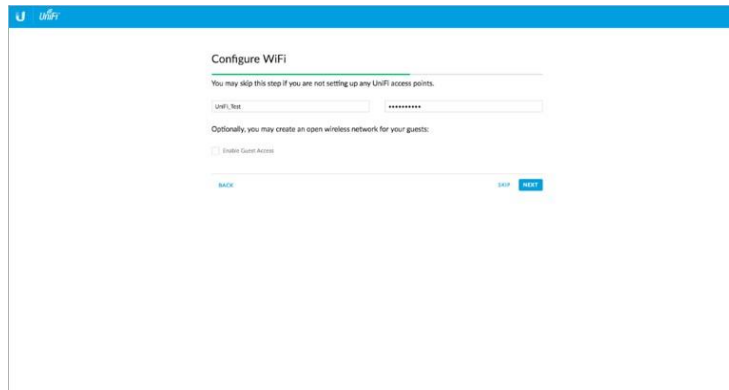 UniFi
Configure WiFi
You may skip this step if you are not setting up any UniFi access points.
UniFi_Test ••••••••••
Optionally, you may create an open wireless network for your guests:
Enable Guest Access
BACK SKIP NEXT